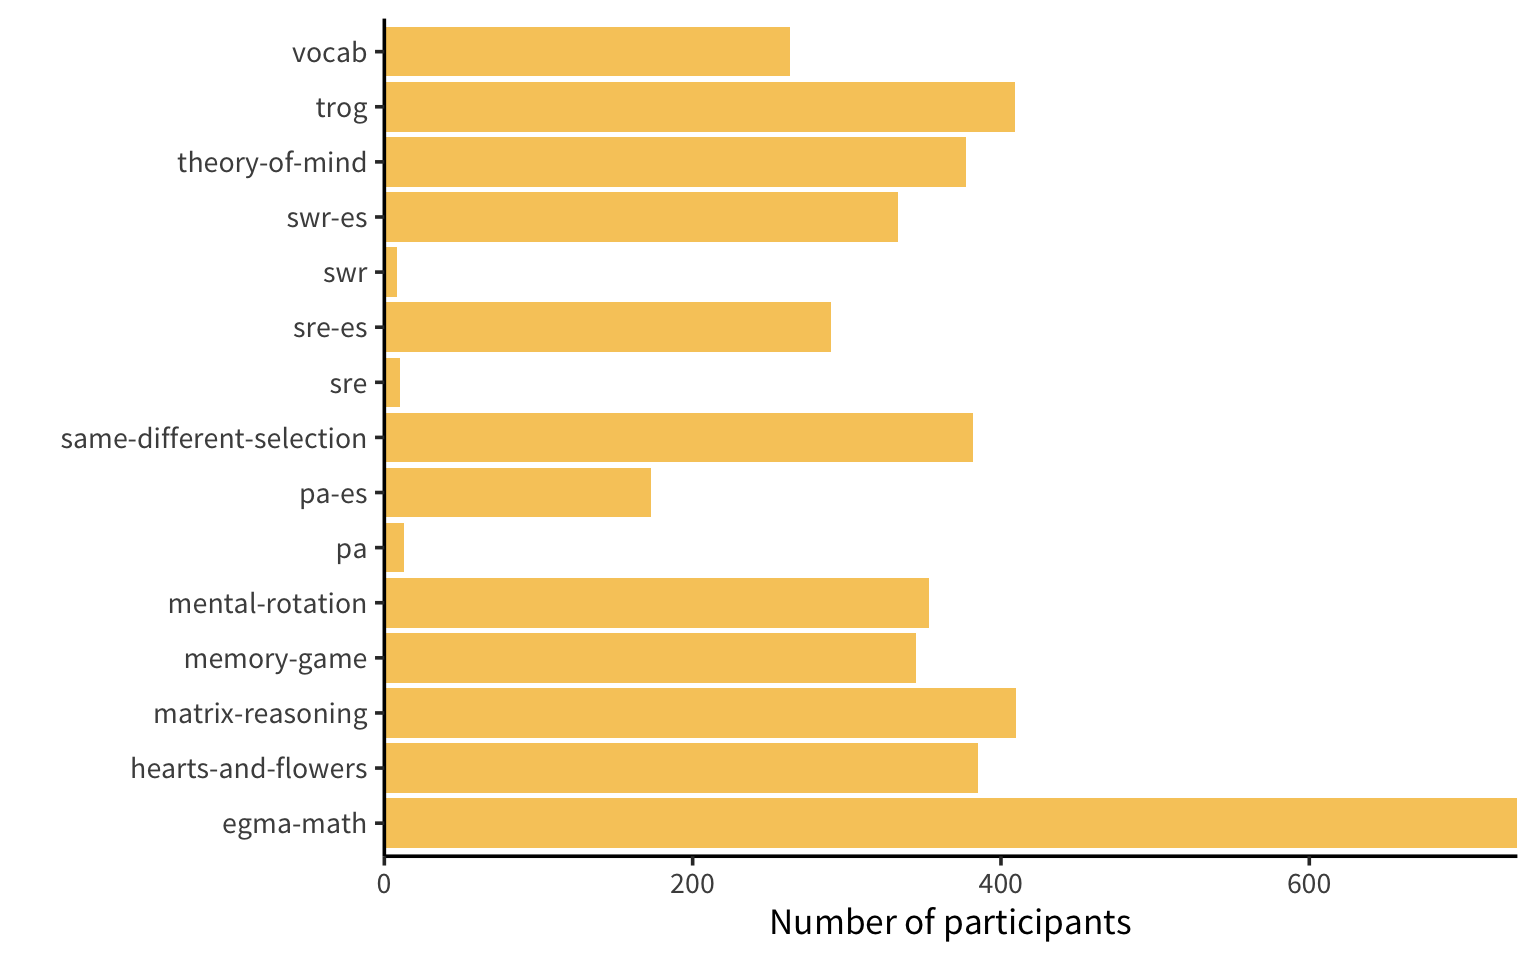 vocab
trog
theory-of-mind
swr-es
swr
sre-es
sre
same-different-selection
pa-es
pa
mental-rotation
memory-game
matrix-reasoning
hearts-and-flowers
egma-math
0 200 400 600
Number of participants